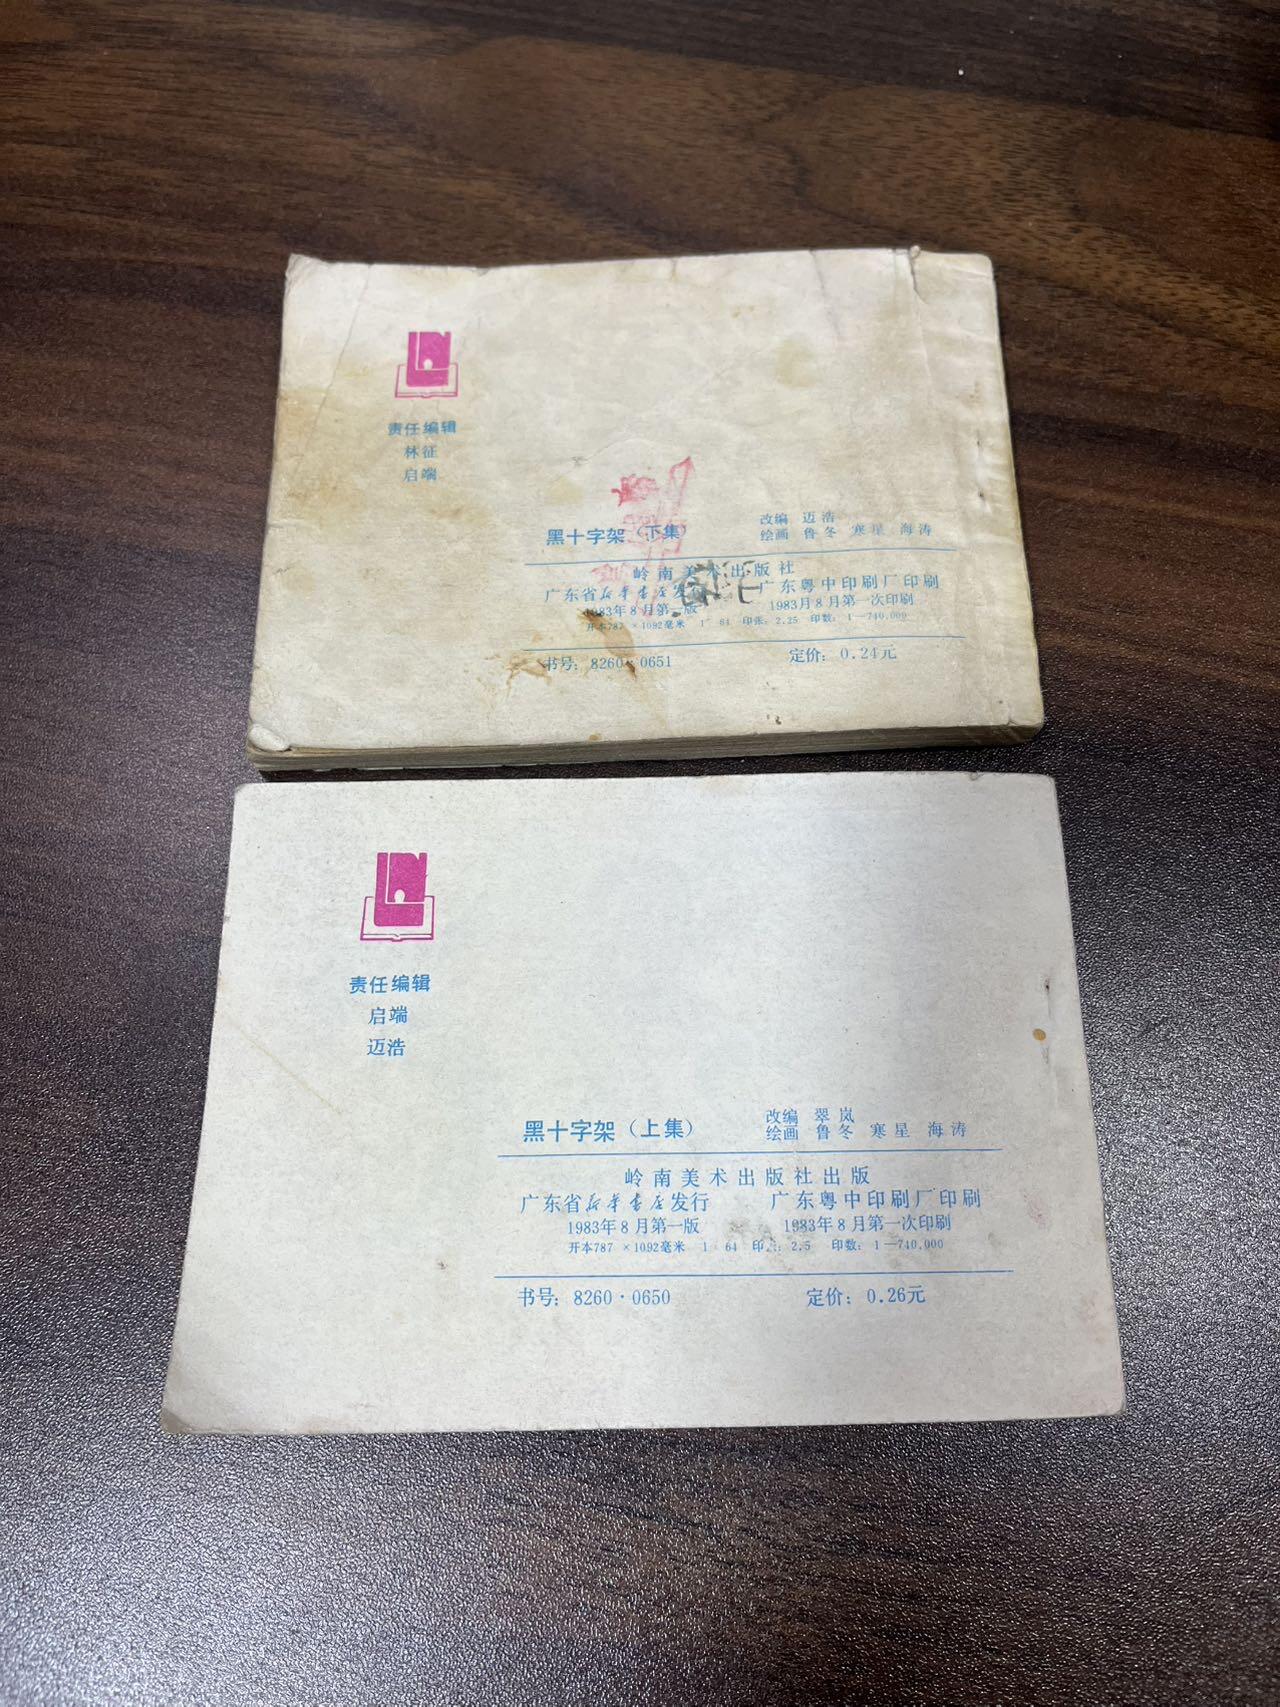 责任编辑
林征
启端
黑十字架（下集）
改编 迈浩
绘画 鲁冬 寒星 海涛
岭南美术出版社
广东省新华书店发行 广东粤中印刷厂印刷
1983年8月第一版 1983月8月第一次印刷
开本787×1092毫米 1 64 印张：2.25 印数：1—740,000
书号：8260·0651 定价：0.24元
责任编辑
启端
迈浩
黑十字架（上集）
改编 翠岚
绘画 鲁冬 寒星 海涛
岭南美术出版社出版
广东省新华书店发行 广东粤中印刷厂印刷
1983年8月第一版 1983年8月第一次印刷
开本787×1092毫米 1 64 印 ：2.5 印数：1—740,000
书号：8260·0650 定价：0.26元